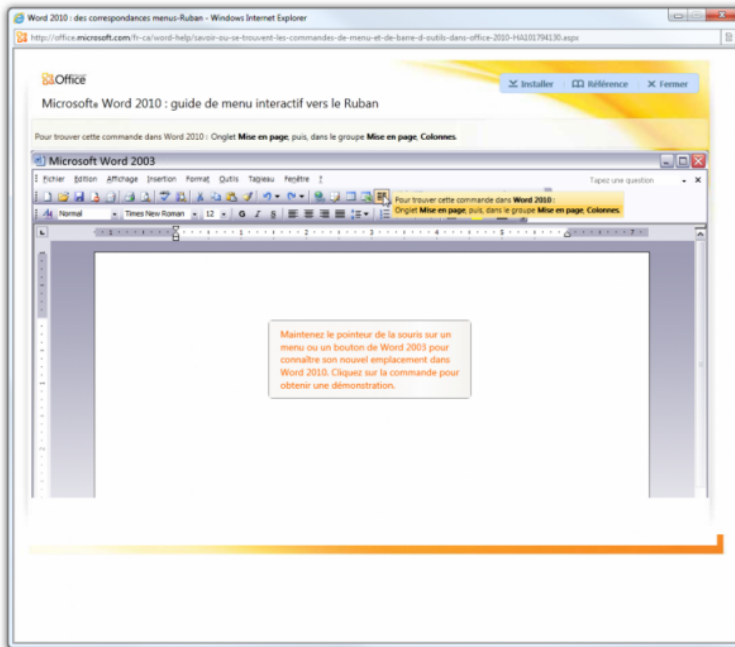 Word 2010 : des correspondances menus-Ruban - Windows Internet Explorer
http://office.microsoft.com/fr-ca/word-help/savoir-ou-se-trouvent-les-commandes-de-menu-et-de-barre-d-outils-dans-office-2010-HA101794130.aspx
Office
Installer Référence Fermer
Microsoft® Word 2010 : guide de menu interactif vers le Ruban
Pour trouver cette commande dans Word 2010 : Onglet Mise en page, puis, dans le groupe Mise en page, Colonnes.
Microsoft Word 2003
Fichier Edition Affichage Insertion Format Outils Tableau Fenêtre ?
Tapez une question
Pour trouver cette commande dans Word 2010 :
Onglet Mise en page, puis, dans le groupe Mise en page, Colonnes.
Normal Times New Roman 12 G I S
1 1 2 3 4 5 7
Maintenez le pointeur de la souris sur un
menu ou un bouton de Word 2003 pour
connaître son nouvel emplacement dans
Word 2010. Cliquez sur la commande pour
obtenir une démonstration.